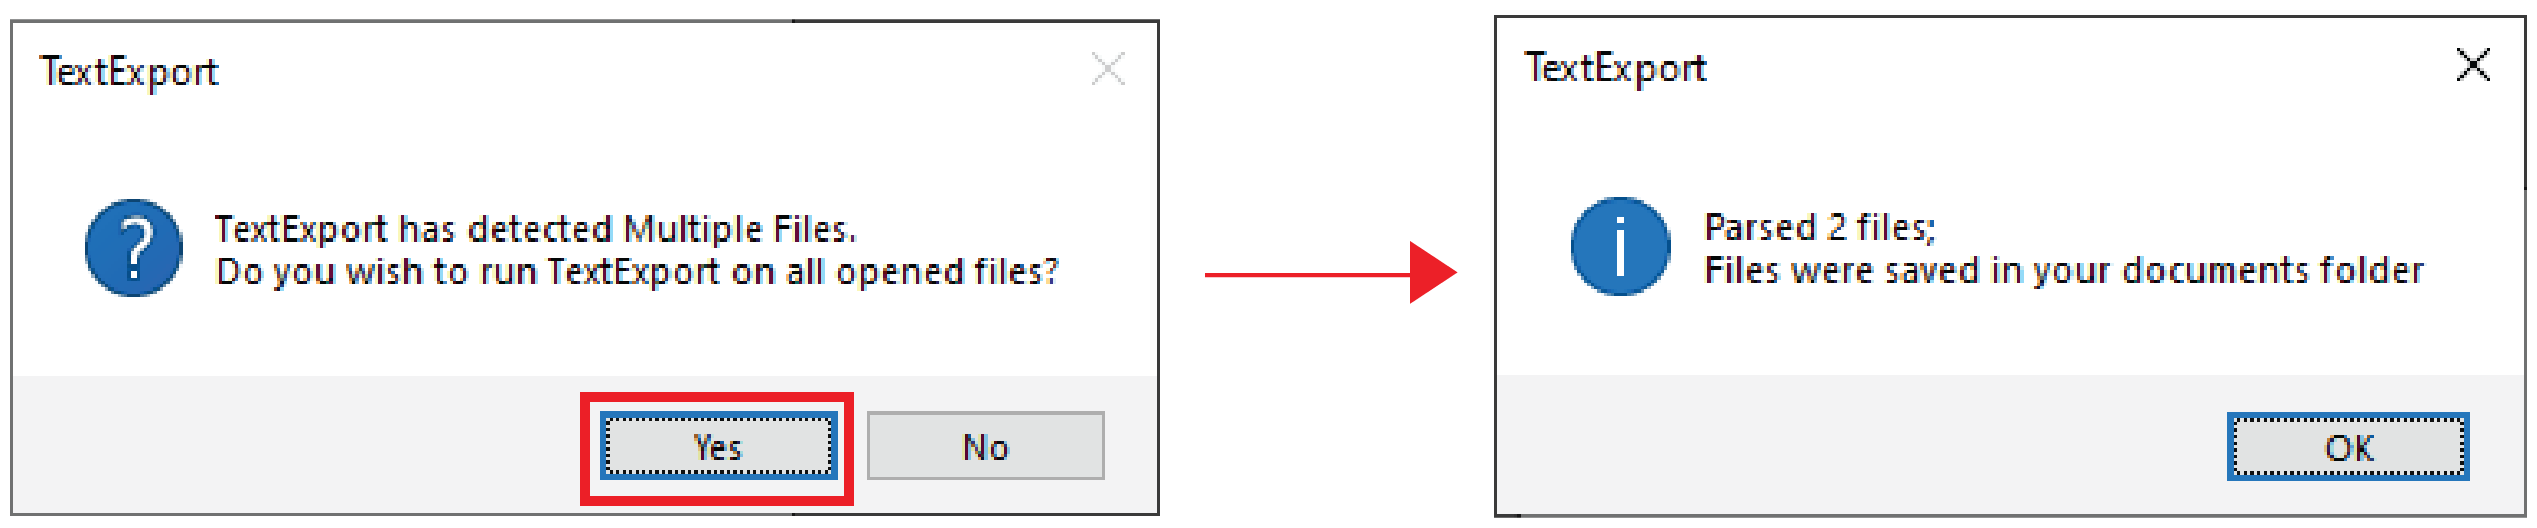 TextExport
TextExport has detected Multiple Files.
Do you wish to run TextExport on all opened files?
Yes
No
TextExport
Parsed 2 files;
Files were saved in your documents folder
OK